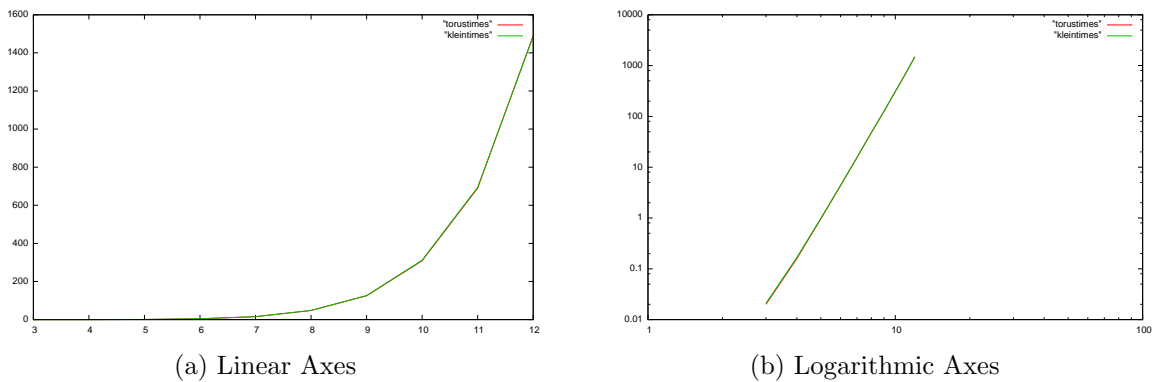 1600
1400
1200
1000
800
600
400
200
0
3 4 5 6 7 8 9 10 11 12
"torustimes"
"kleintimes"
(a) Linear Axes
10000
1000
100
10
1
0.1
0.01
1 10 100
"torustimes"
"kleintimes"
(b) Logarithmic Axes